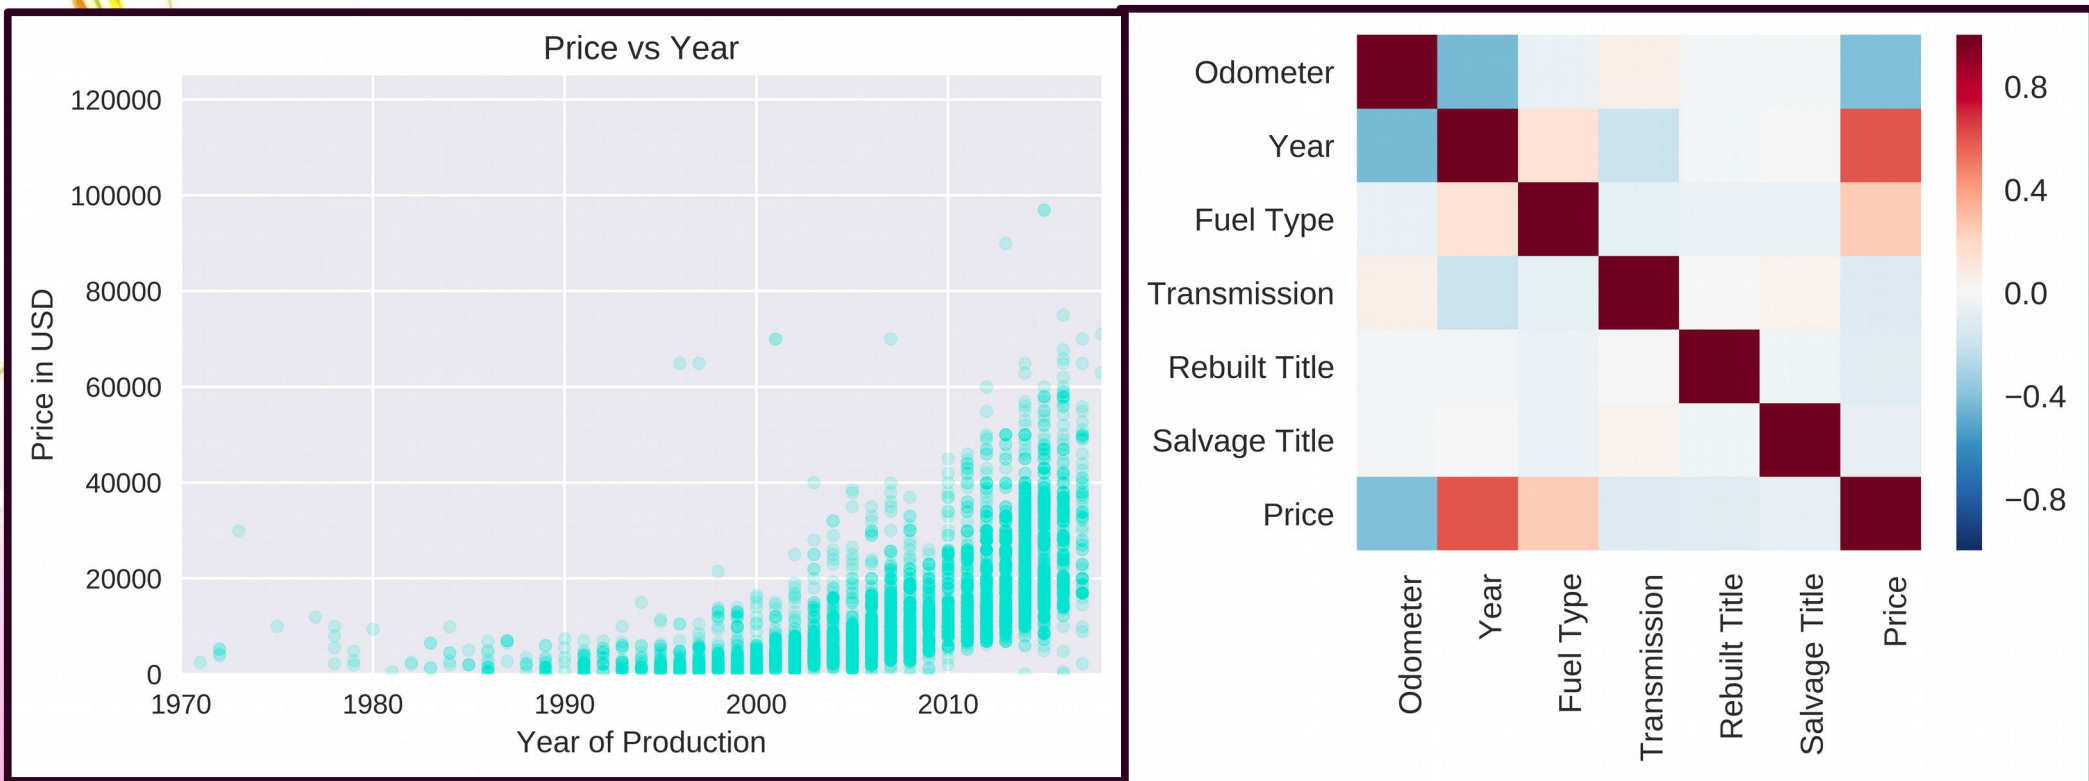 Price vs Year
120000
100000
80000
60000
40000
20000
0
Price in USD
1970 1980 1990 2000 2010
Year of Production
Odometer
Year
Fuel Type
Transmission
Rebuilt Title
Salvage Title
Price
Odometer
Year
Fuel Type
Transmission
Rebuilt Title
Salvage Title
Price
0.8
0.4
0.0
−0.4
−0.8